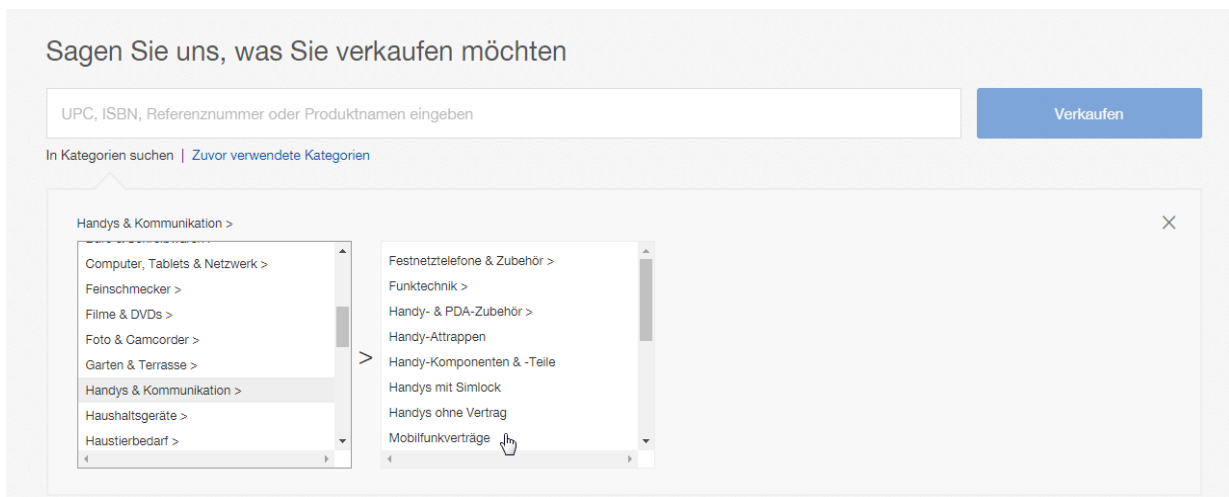 Sagen Sie uns, was Sie verkaufen möchten
UPC, ISBN, Referenznummer oder Produktnamen eingeben
Verkaufen
In Kategorien suchen | Zuvor verwendete Kategorien
Handys & Kommunikation >
Computer, Tablets & Netzwerk >
Feinschmecker >
Filme & DVDs >
Foto & Camcorder >
Garten & Terrasse >
Handys & Kommunikation >
Haushaltsgeräte >
Haustierbedarf >
>
Festnetztelefone & Zubehör >
Funktechnik >
Handy- & PDA-Zubehör >
Handy-Attrappen
Handy-Komponenten & -Teile
Handys mit Simlock
Handys ohne Vertrag
Mobilfunkverträge